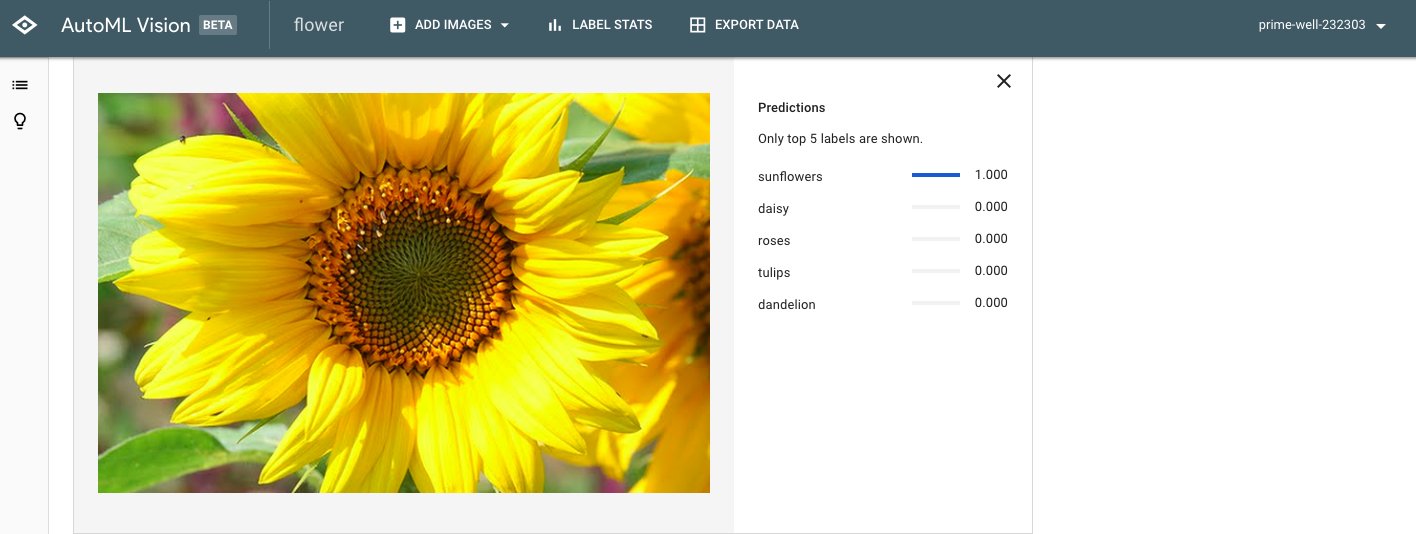 AutoML Vision BETA flower ADD IMAGES LABEL STATS EXPORT DATA prime-well-232303
Predictions
Only top 5 labels are shown.
sunflowers 1.000
daisy 0.000
roses 0.000
tulips 0.000
dandelion 0.000